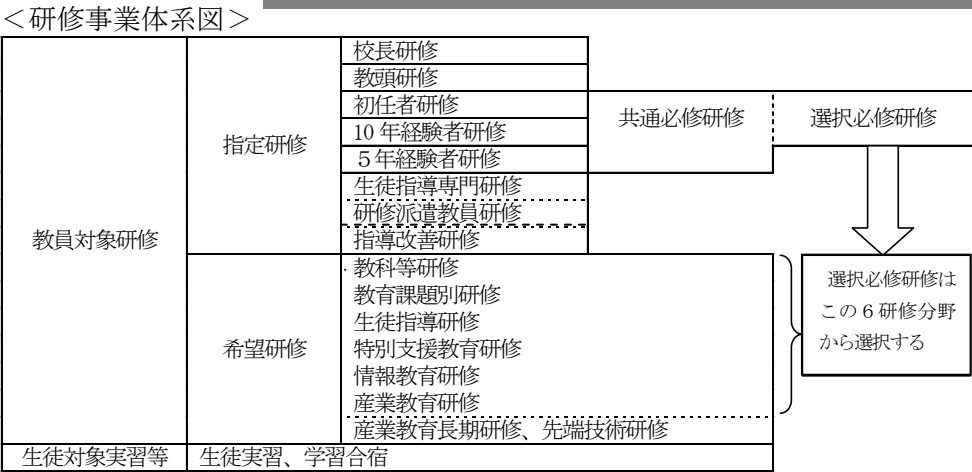 ＜研修事業体系図＞
校長研修
教頭研修
初任者研修
10 年経験者研修
５年経験者研修
共通必修研修
選択必修研修
指定研修
生徒指導専門研修
研修派遣教員研修
指導改善研修
教員対象研修
教科等研修
教育課題別研修
生徒指導研修
特別支援教育研修
情報教育研修
産業教育研修
希望研修
選択必修研修は
この６研修分野
から選択する
産業教育長期研修、先端技術研修
生徒対象実習等
生徒実習、学習合宿